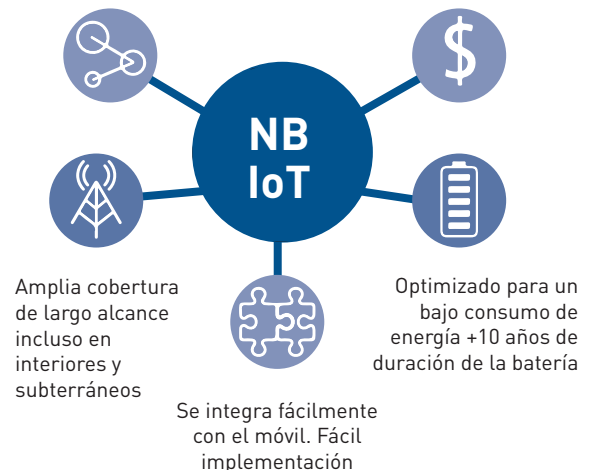 $
NB
IoT
Amplia cobertura
de largo alcance
incluso en
interiores y
subterráneos
Optimizado para un
bajo consumo de
energía +10 años de
duración de la batería
Se integra fácilmente
con el móvil. Fácil
implementación